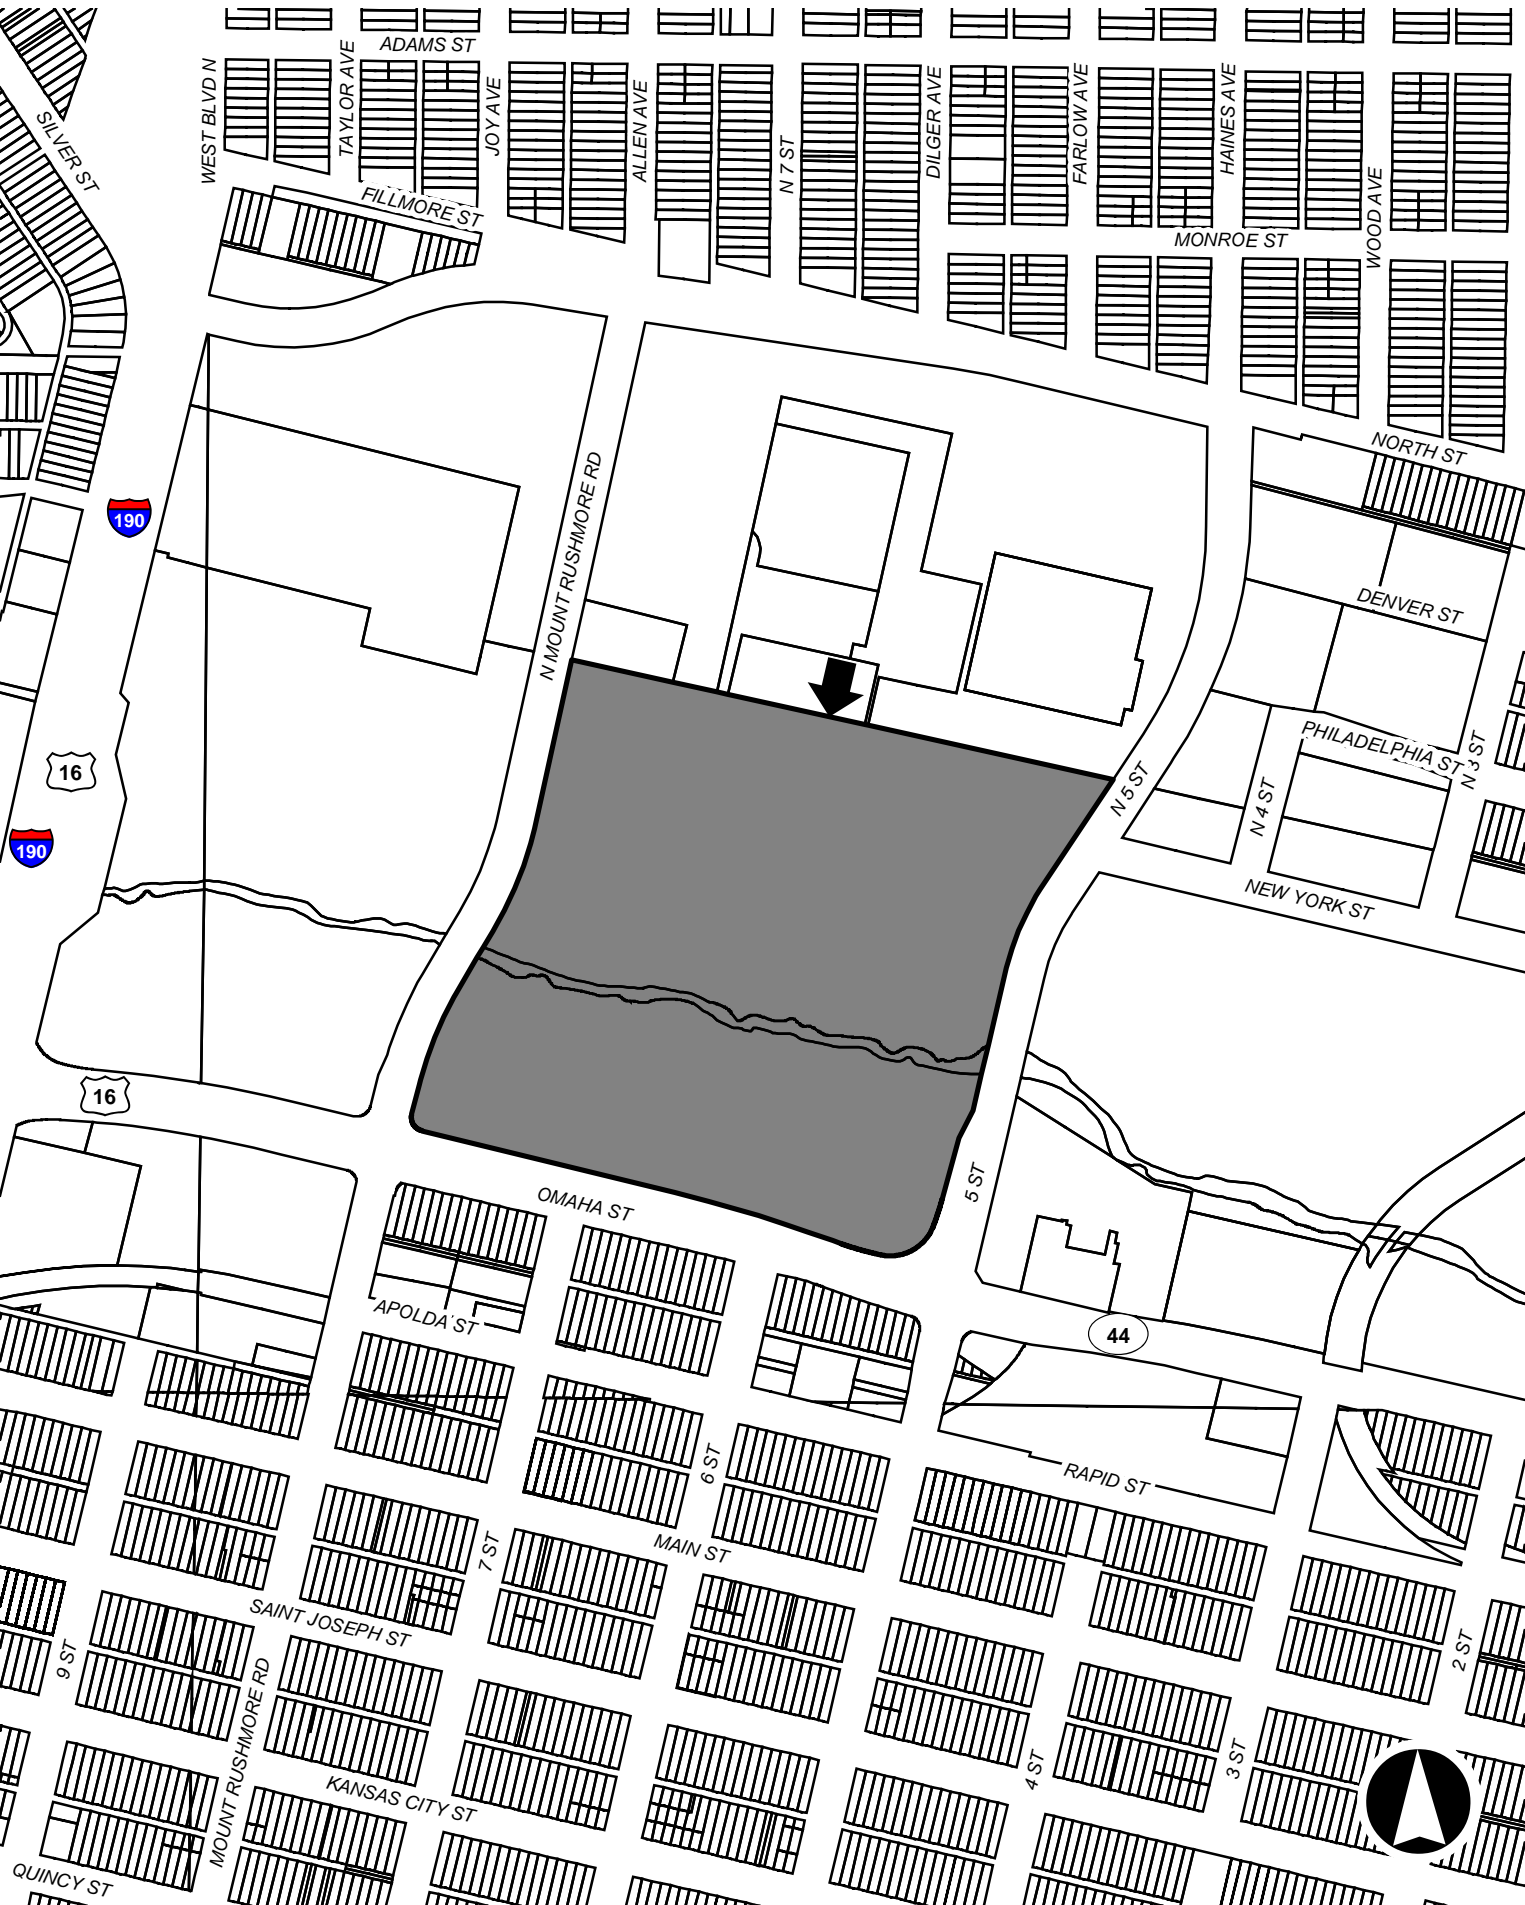 ADAMS ST
WEST BLVD N
TAYLOR AVE
JOY AVE
ALLEN AVE
N 7 ST
DILGER AVE
FARLOW AVE
HAINES AVE
WOOD AVE
SILVER ST
FILLMORE ST
MONROE ST
NORTH ST
190
N MOUNT RUSHMORE RD
DENVER ST
PHILADELPHIA ST
N 3 ST
16
N 5 ST
N 4 ST
190
NEW YORK ST
16
OMAHA ST
5 ST
APOLDA ST
44
6 ST
RAPID ST
7 ST
MAIN ST
SAINT JOSEPH ST
9 ST
2 ST
MOUNT RUSHMORE RD
4 ST
3 ST
KANSAS CITY ST
QUINCY ST